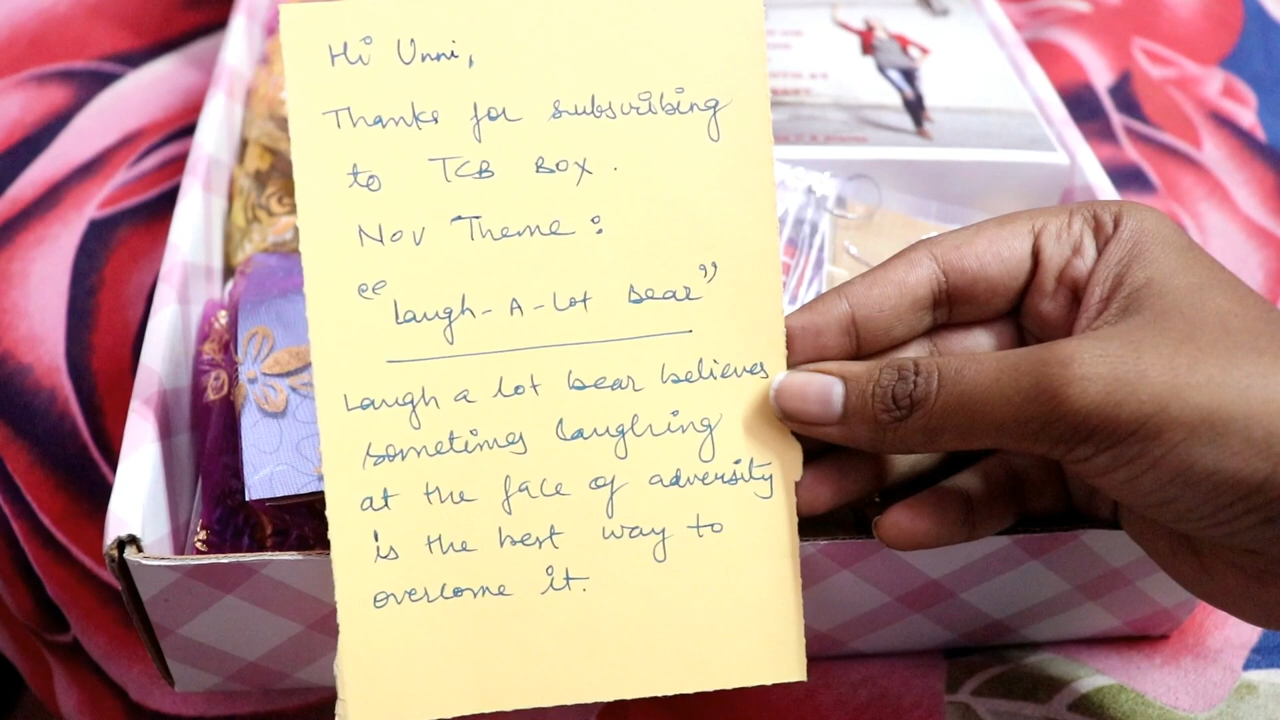 Hi Unni,
Thanks for subscribing
to TCB BOX.
Nov Theme:
"Laugh-A-Lot Bear"
Laugh a lot bear believes
sometimes laughing
at the face of adversity
is the best way to
overcome it.